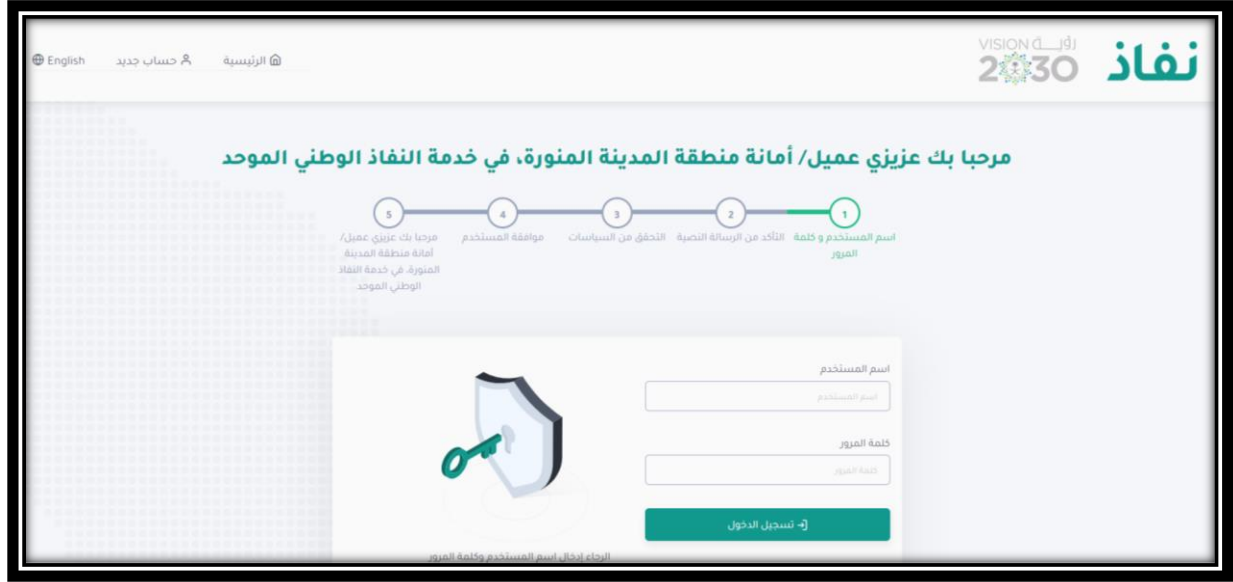 نفاذ
رؤيـــة VISION
2030
الرئيسية
حساب جديد
English
مرحبا بك عزيزي عميل/ أمانة منطقة المدينة المنورة، في خدمة النفاذ الوطني الموحد
1
2
3
4
5
اسم المستخدم و كلمة
المرور
التأكد من الرسالة النصية
التحقق من السياسات
موافقة المستخدم
مرحبا بك عزيزي عميل/
أمانة منطقة المدينة
المنورة، في خدمة النفاذ
الوطني الموحد
اسم المستخدم
اسم المستخدم
كلمة المرور
كلمة المرور
تسجيل الدخول
الرجاء إدخال اسم المستخدم وكلمة المرور